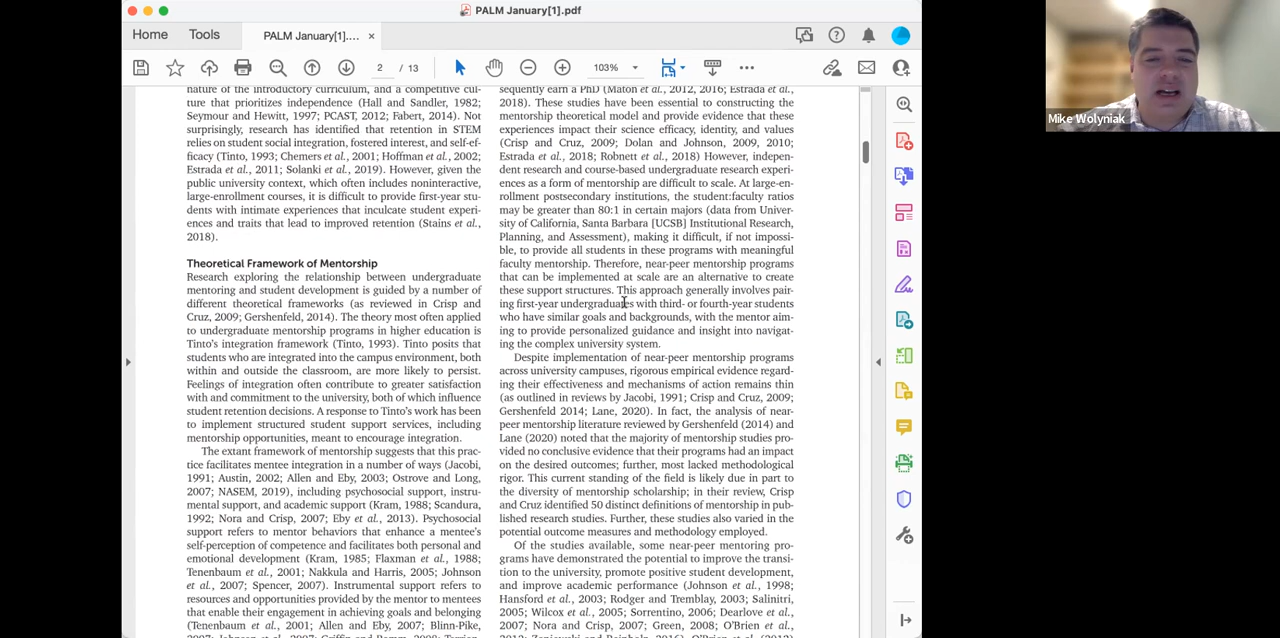 PALM January[1].pdf
Home
Tools
PALM January[1]....
×
2
/ 13
103%
Mike Wolyniak
nature of the introductory curriculum, and a competitive cul-
ture that prioritizes independence (Hall and Sandler, 1982;
Seymour and Hewitt, 1997; PCAST, 2012; Fabert, 2014). Not
surprisingly, research has identified that retention in STEM
relies on student social integration, fostered interest, and self-ef-
ficacy (Tinto, 1993; Chemers et al., 2001; Hoffman et al., 2002;
Estrada et al., 2011; Solanki et al., 2019). However, given the
public university context, which often includes noninteractive,
large-enrollment courses, it is difficult to provide first-year stu-
dents with intimate experiences that inculcate student experi-
ences and traits that lead to improved retention (Stains et al.,
2018).
Theoretical Framework of Mentorship
Research exploring the relationship between undergraduate
mentoring and student development is guided by a number of
different theoretical frameworks (as reviewed in Crisp and
Cruz, 2009; Gershenfeld, 2014). The theory most often applied
to undergraduate mentorship programs in higher education is
Tinto's integration framework (Tinto, 1993). Tinto posits that
students who are integrated into the campus environment, both
within and outside the classroom, are more likely to persist.
Feelings of integration often contribute to greater satisfaction
with and commitment to the university, both of which influence
student retention decisions. A response to Tinto's work has been
to implement structured student support services, including
mentorship opportunities, meant to encourage integration.
The extant framework of mentorship suggests that this prac-
tice facilitates mentee integration in a number of ways (Jacobi,
1991; Austin, 2002; Allen and Eby, 2003; Ostrove and Long,
2007; NASEM, 2019), including psychosocial support, instru-
mental support, and academic support (Kram, 1988; Scandura,
1992; Nora and Crisp, 2007; Eby et al., 2013). Psychosocial
support refers to mentor behaviors that enhance a mentee's
self-perception of competence and facilitates both personal and
emotional development (Kram, 1985; Flaxman et al., 1988;
Tenenbaum et al., 2001; Nakkula and Harris, 2005; Johnson
et al., 2007; Spencer, 2007). Instrumental support refers to
resources and opportunities provided by the mentor to mentees
that enable their engagement in achieving goals and belonging
(Tenenbaum et al., 2001; Allen and Eby, 2007; Blinn-Pike,
sequently earn a PhD (Maton et al., 2012, 2016; Estrada et al.,
2018). These studies have been essential to constructing the
mentorship theoretical model and provide evidence that these
experiences impact their science efficacy, identity, and values
(Crisp and Cruz, 2009; Dolan and Johnson, 2009, 2010;
Estrada et al., 2018; Robnett et al., 2018) However, indepen-
dent research and course-based undergraduate research experi-
ences as a form of mentorship are difficult to scale. At large-en-
rollment postsecondary institutions, the student:faculty ratios
may be greater than 80:1 in certain majors (data from Univer-
sity of California, Santa Barbara [UCSB] Institutional Research,
Planning, and Assessment), making it difficult, if not impossi-
ble, to provide all students in these programs with meaningful
faculty mentorship. Therefore, near-peer mentorship programs
that can be implemented at scale are an alternative to create
these support structures. This approach generally involves pair-
ing first-year undergraduates with third- or fourth-year students
who have similar goals and backgrounds, with the mentor aim-
ing to provide personalized guidance and insight into navigat-
ing the complex university system.
Despite implementation of near-peer mentorship programs
across university campuses, rigorous empirical evidence regard-
ing their effectiveness and mechanisms of action remains thin
(as outlined in reviews by Jacobi, 1991; Crisp and Cruz, 2009;
Gershenfeld 2014; Lane, 2020). In fact, the analysis of near-
peer mentorship literature reviewed by Gershenfeld (2014) and
Lane (2020) noted that the majority of mentorship studies pro-
vided no conclusive evidence that their programs had an impact
on the desired outcomes; further, most lacked methodological
rigor. This current standing of the field is likely due in part to
the diversity of mentorship scholarship; in their review, Crisp
and Cruz identified 50 distinct definitions of mentorship in pub-
lished research studies. Further, these studies also varied in the
potential outcome measures and methodology employed.
Of the studies available, some near-peer mentoring pro-
grams have demonstrated the potential to improve the transi-
tion to the university, promote positive student development,
and improve academic performance (Johnson et al., 1998;
Hansford et al., 2003; Rodger and Tremblay, 2003; Salinitri,
2005; Wilcox et al., 2005; Sorrentino, 2006; Dearlove et al.,
2007; Nora and Crisp, 2007; Green, 2008; O'Brien et al.,